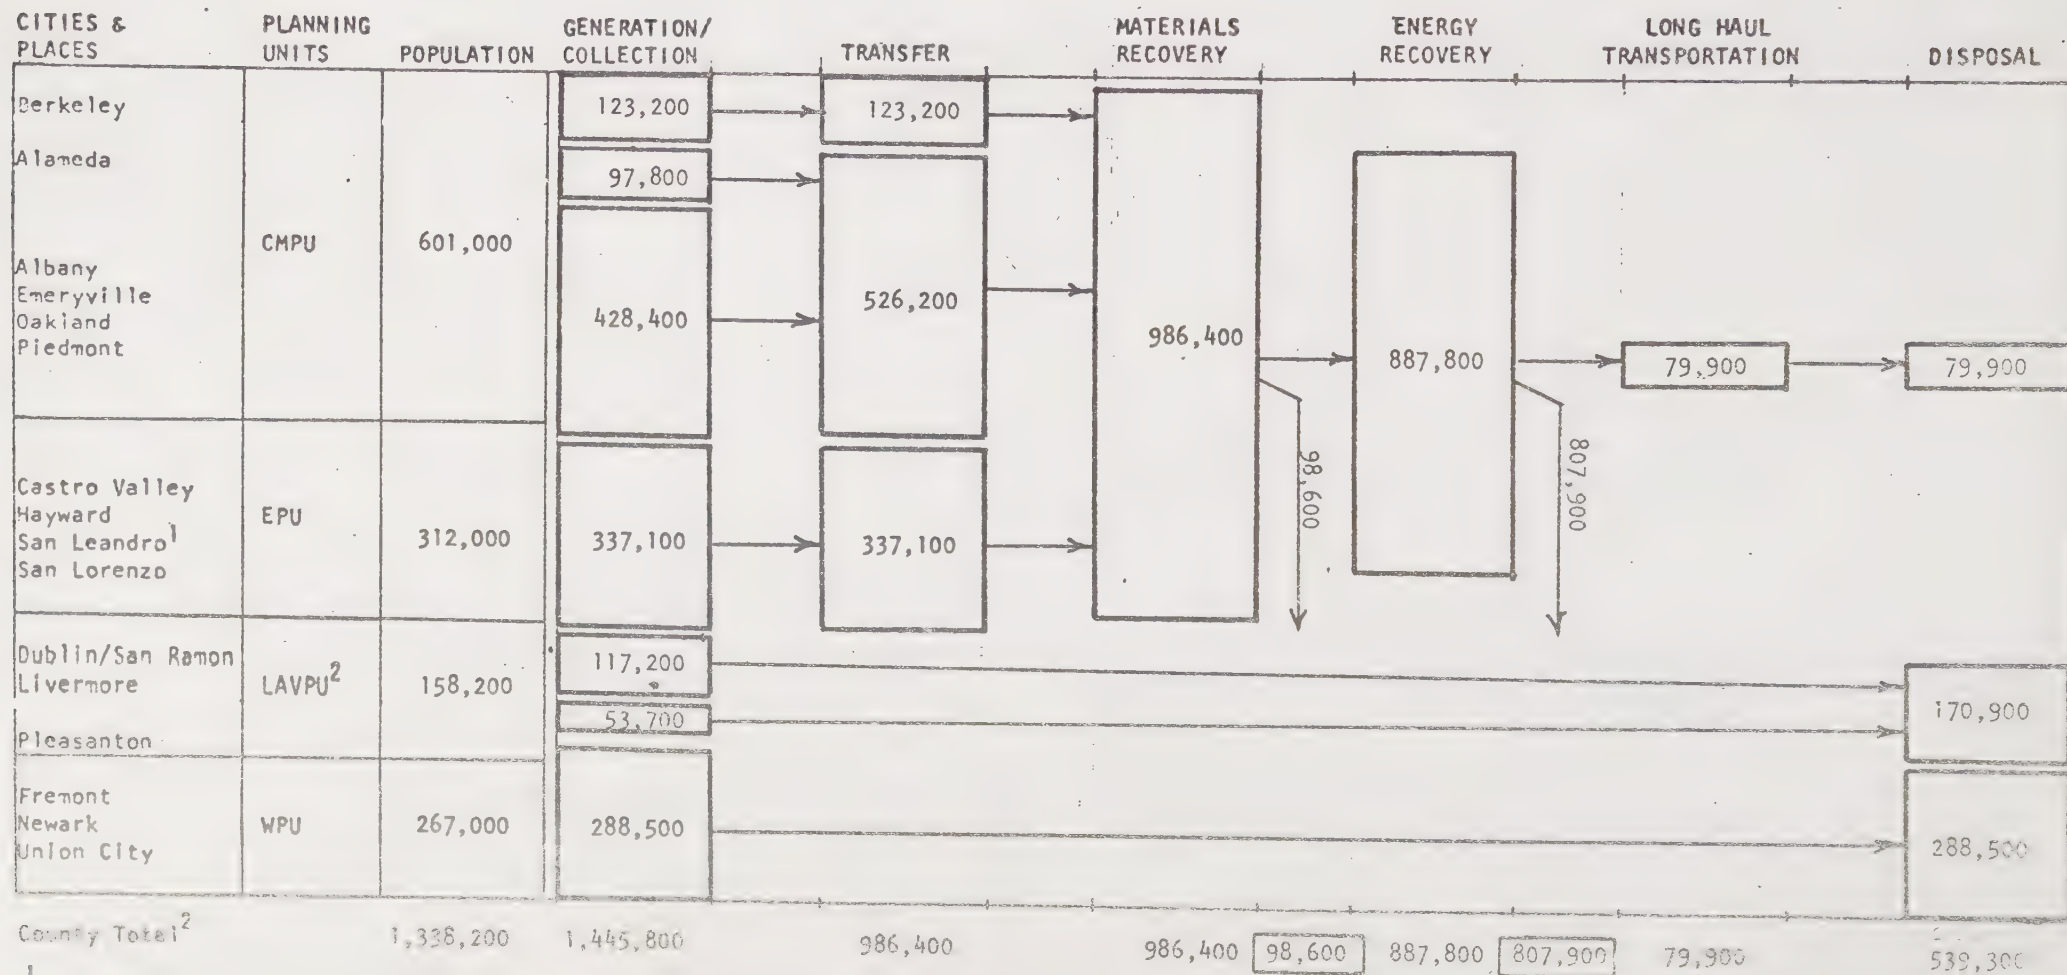 CITIES & PLACES PLANNING UNITS POPULATION GENERATION/ COLLECTION TRANSFER MATERIALS RECOVERY ENERGY RECOVERY LONG HAUL TRANSPORTATION DISPOSAL
Berkeley 123,200 123,200
Alameda 97,800
CMPU 601,000
Albany
Emeryville
Oakland 428,400 526,200
Piedmont
986,400 887,800 79,900 79,900
98,600 807,900
Castro Valley
Hayward EPU
San Leandro1 312,000 337,100 337,100
San Lorenzo
Dublin/San Ramon 117,200
Livermore LAVPU2 158,200
53,700 170,900
Pleasanton
Fremont
Newark WPU 267,000 288,500 288,500
Union City
County Total2 1,338,200 1,445,800 986,400 986,400 98,600 887,800 807,900 79,900 539,300
1